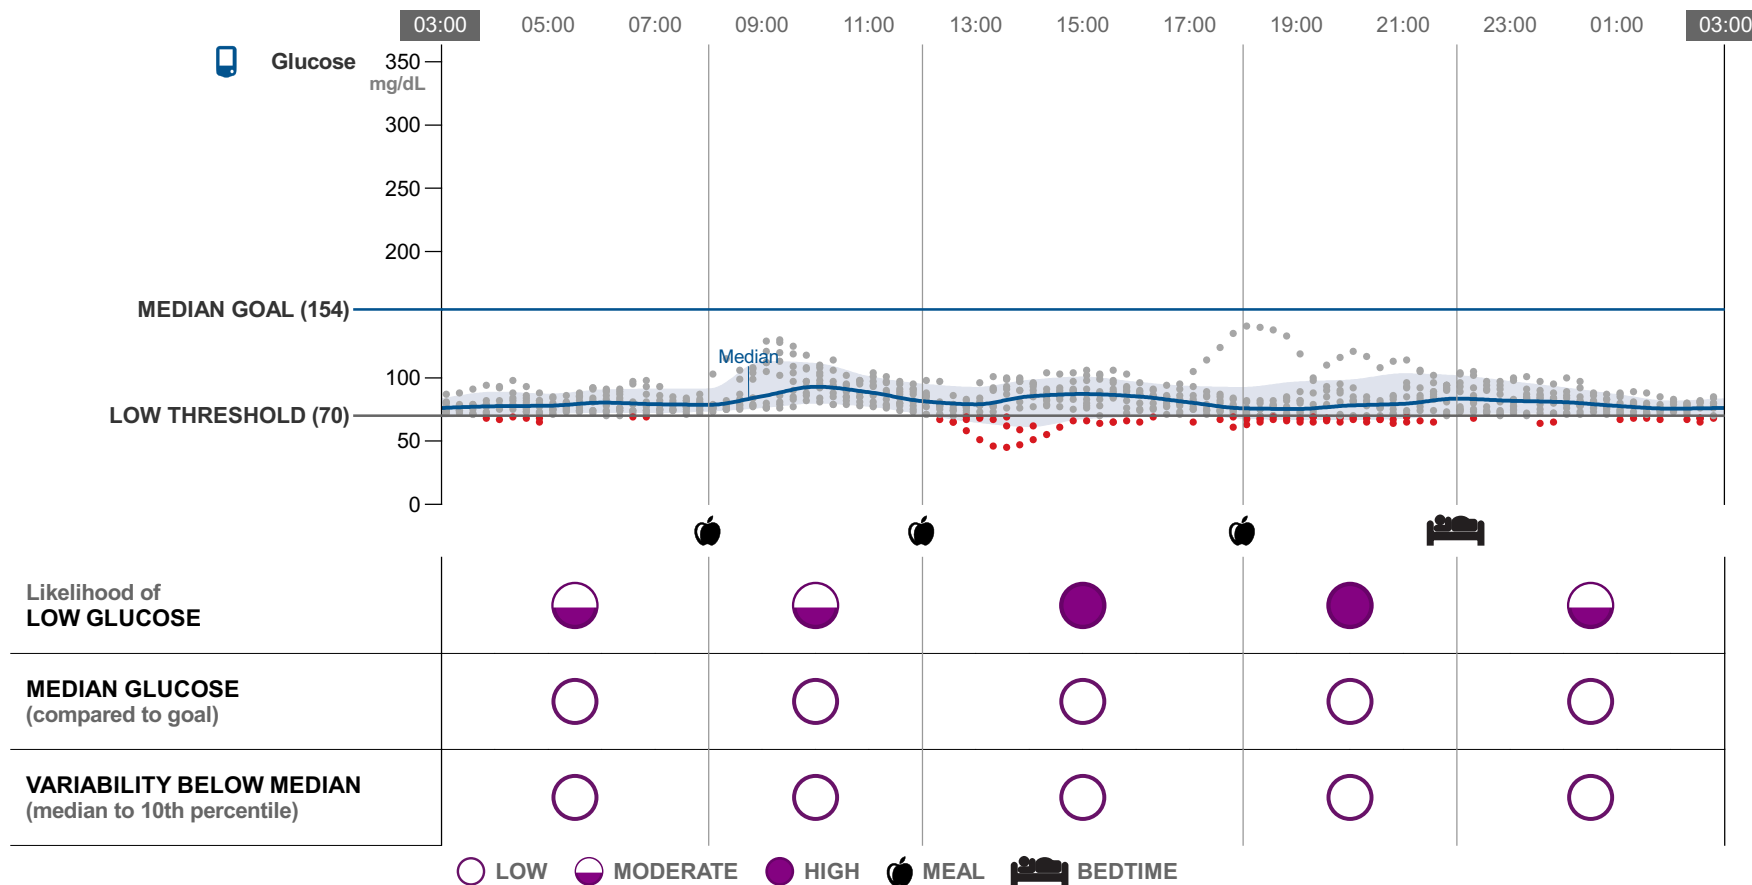 03:00 05:00 07:00 09:00 11:00 13:00 15:00 17:00 19:00 21:00 23:00 01:00 03:00
Glucose 350
mg/dL
300
250
200
MEDIAN GOAL (154)
Median
100
LOW THRESHOLD (70)
50
0
Likelihood of
LOW GLUCOSE
MEDIAN GLUCOSE
(compared to goal)
VARIABILITY BELOW MEDIAN
(median to 10th percentile)
LOW MODERATE HIGH MEAL BEDTIME